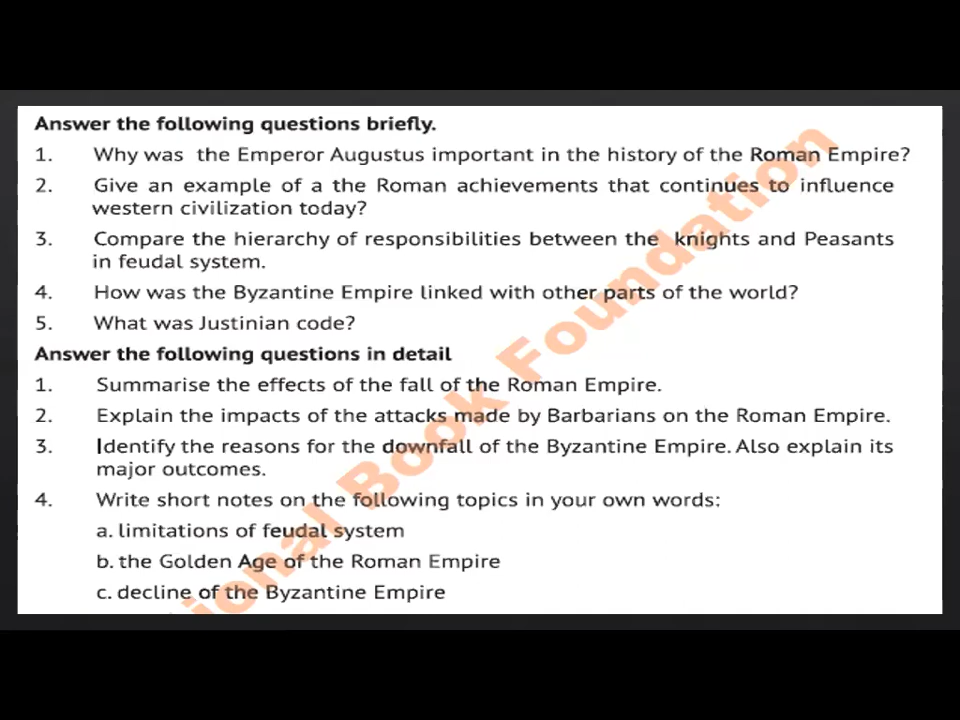 Answer the following questions briefly.
1. Why was the Emperor Augustus important in the history of the Roman Empire?
2. Give an example of a the Roman achievements that continues to influence
western civilization today?
3. Compare the hierarchy of responsibilities between the knights and Peasants
in feudal system.
4. How was the Byzantine Empire linked with other parts of the world?
5. What was Justinian code?
Answer the following questions in detail
1. Summarise the effects of the fall of the Roman Empire.
2. Explain the impacts of the attacks made by Barbarians on the Roman Empire.
3. Identify the reasons for the downfall of the Byzantine Empire. Also explain its
major outcomes.
4. Write short notes on the following topics in your own words:
a. limitations of feudal system
b. the Golden Age of the Roman Empire
c. decline of the Byzantine Empire
tional Book Foundation